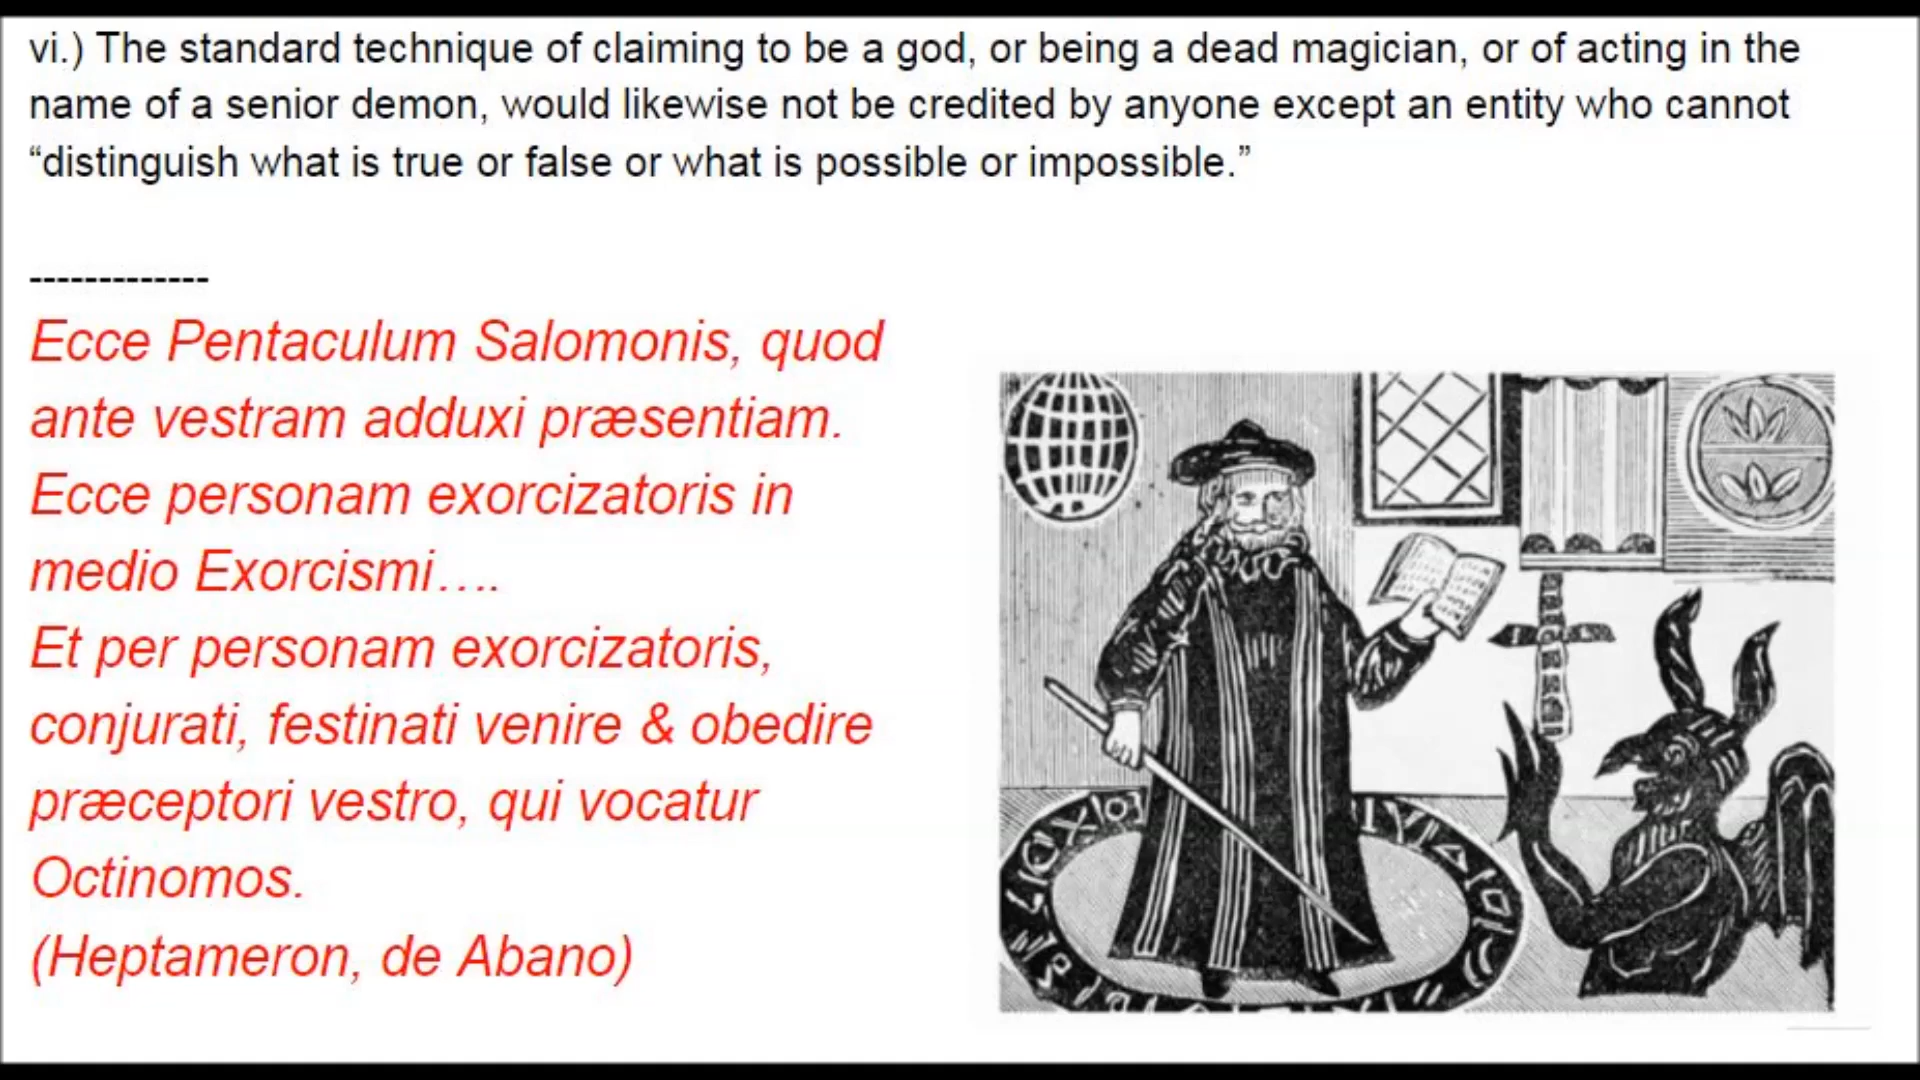 vi.) The standard technique of claiming to be a god, or being a dead magician, or of acting in the
name of a senior demon, would likewise not be credited by anyone except an entity who cannot
“distinguish what is true or false or what is possible or impossible.”
-------------
Ecce Pentaculum Salomonis, quod
ante vestram adduxi præsentiam.
Ecce personam exorcizatoris in
medio Exorcismi….
Et per personam exorcizatoris,
conjurati, festinati venire & obedire
præceptori vestro, qui vocatur
Octinomos.
(Heptameron, de Abano)